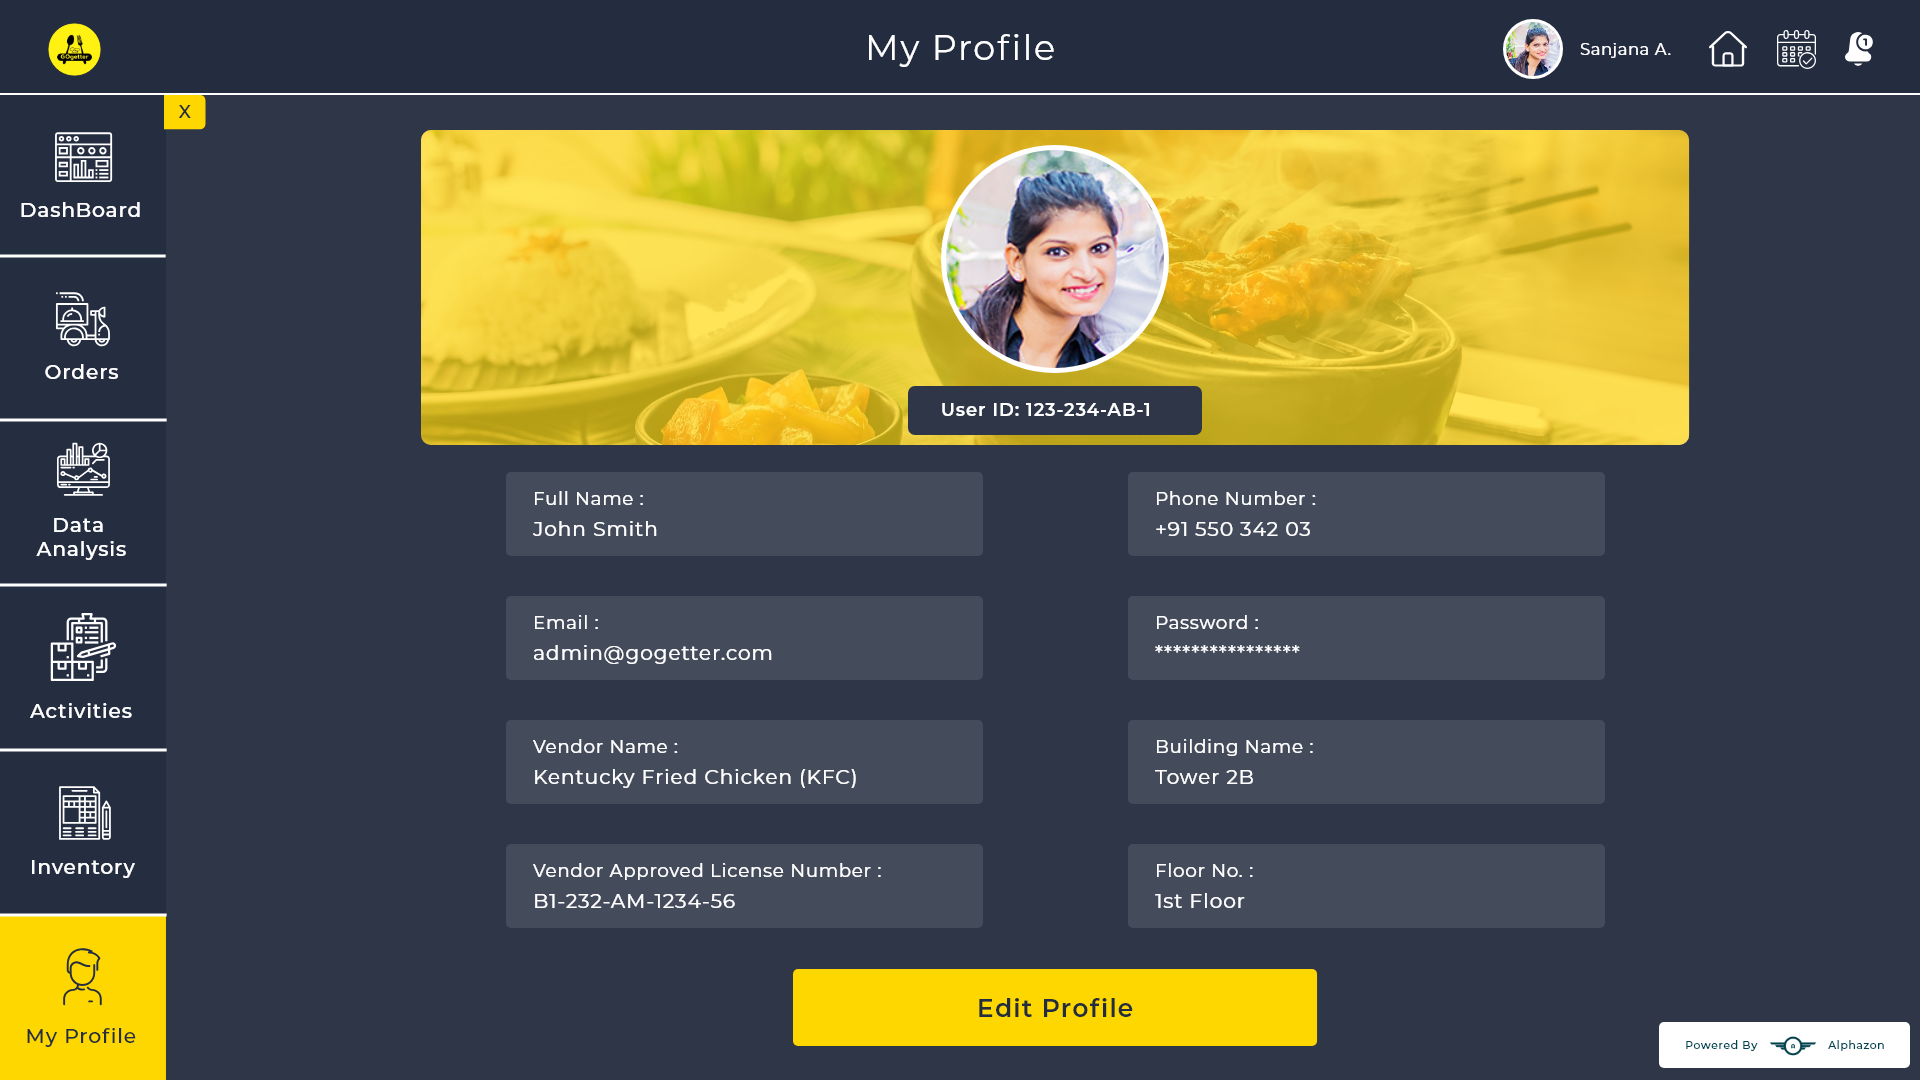 GOgetter
My Profile
Sanjana A.
1
X
DashBoard
Orders
Data
Analysis
Activities
Inventory
My Profile
User ID: 123-234-AB-1
Full Name :
John Smith
Phone Number :
+91 550 342 03
Email :
admin@gogetter.com
Password :
****************
Vendor Name :
Kentucky Fried Chicken (KFC)
Building Name :
Tower 2B
Vendor Approved License Number :
B1-232-AM-1234-56
Floor No. :
1st Floor
Edit Profile
Powered By
Alphazon